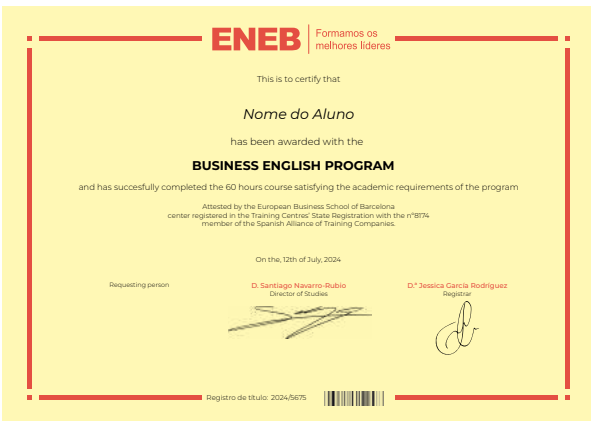 ENEB
Formamos os
melhores líderes
This is to certify that
Nome do Aluno
has been awarded with the
BUSINESS ENGLISH PROGRAM
and has succesfully completed the 60 hours course satisfying the academic requirements of the program
Attested by the European Business School of Barcelona
center registered in the Training Centres' State Registration with the nº8174
member of the Spanish Alliance of Training Companies.
On the, 12th of July, 2024
Requesting person
D. Santiago Navarro-Rubio
Director of Studies
D.ª Jessica García Rodríguez
Registrar
Registro de título: 2024/5675